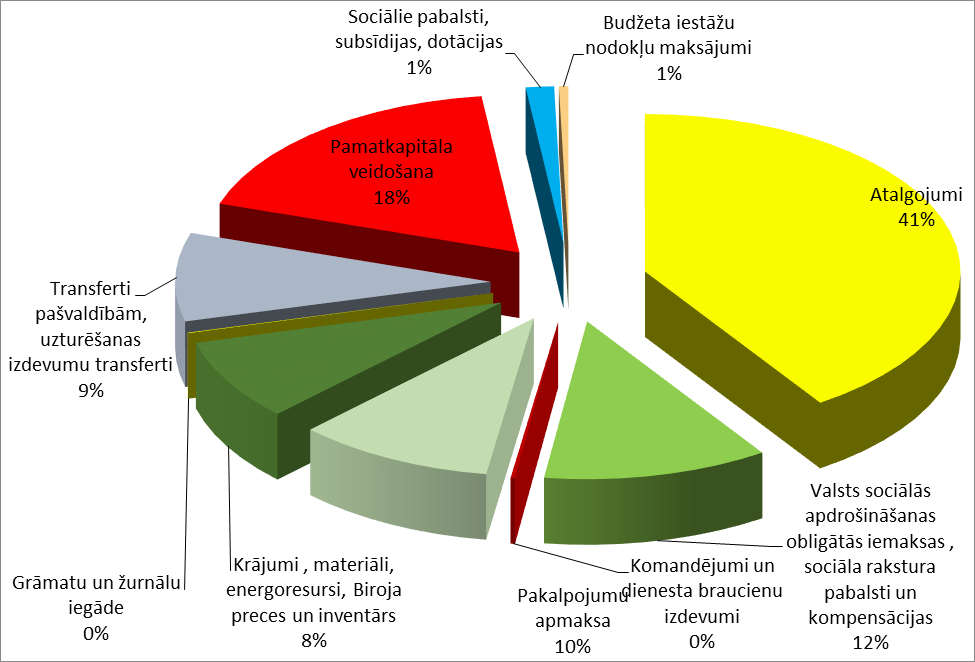 Sociālie pabalsti,
subsīdijas, dotācijas
1%
Budžeta iestāžu
nodokļu maksājumi
1%
Pamatkapitāla
veidošana
18%
Atalgojumi
41%
Transferti
pašvaldībām,
uzturēšanas
izdevumu transferti
9%
Grāmatu un žurnālu
iegāde
0%
Krājumi , materiāli,
energoresursi, Biroja
preces un inventārs
8%
Pakalpojumu
apmaksa
10%
Komandējumi un
dienesta braucienu
izdevumi
0%
Valsts sociālās
apdrošināšanas
obligātās iemaksas ,
sociāla rakstura
pabalsti un
kompensācijas
12%